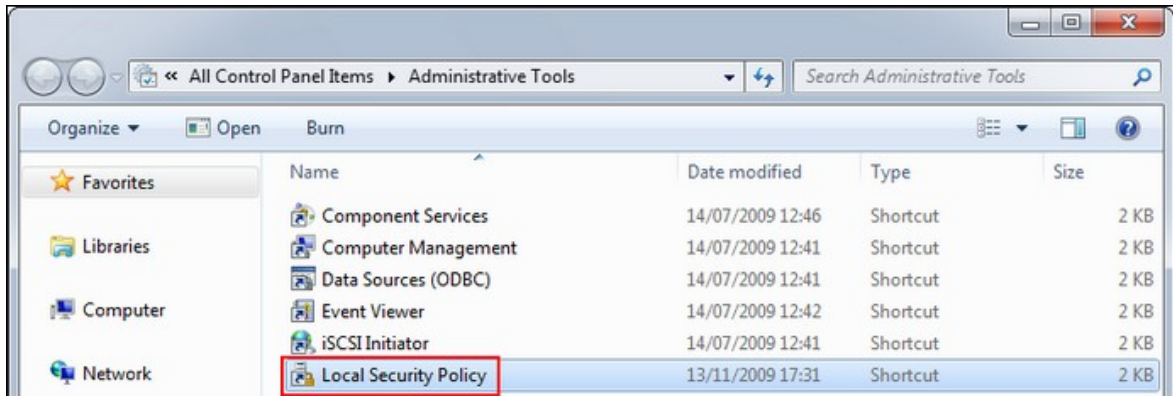 « All Control Panel Items ▸ Administrative Tools Search Administrative Tools
Organize Open Burn
Favorites
Libraries
Computer
Network
Name Date modified Type Size
Component Services 14/07/2009 12:46 Shortcut 2 KB
Computer Management 14/07/2009 12:41 Shortcut 2 KB
Data Sources (ODBC) 14/07/2009 12:41 Shortcut 2 KB
Event Viewer 14/07/2009 12:42 Shortcut 2 KB
iSCSI Initiator 14/07/2009 12:41 Shortcut 2 KB
Local Security Policy 13/11/2009 17:31 Shortcut 2 KB